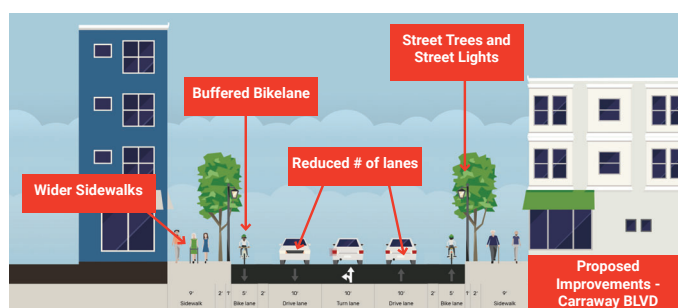 Street Trees and
Street Lights
Buffered Bikelane
Reduced # of lanes
Wider Sidewalks
Proposed
Improvements -
Carraway BLVD
9' 2' 1' 5' 2' 10' 10' 10' 2' 5' 1' 2' 9'
Sidewalk Bike lane Drive lane Turn lane Drive lane Bike lane Sidewalk